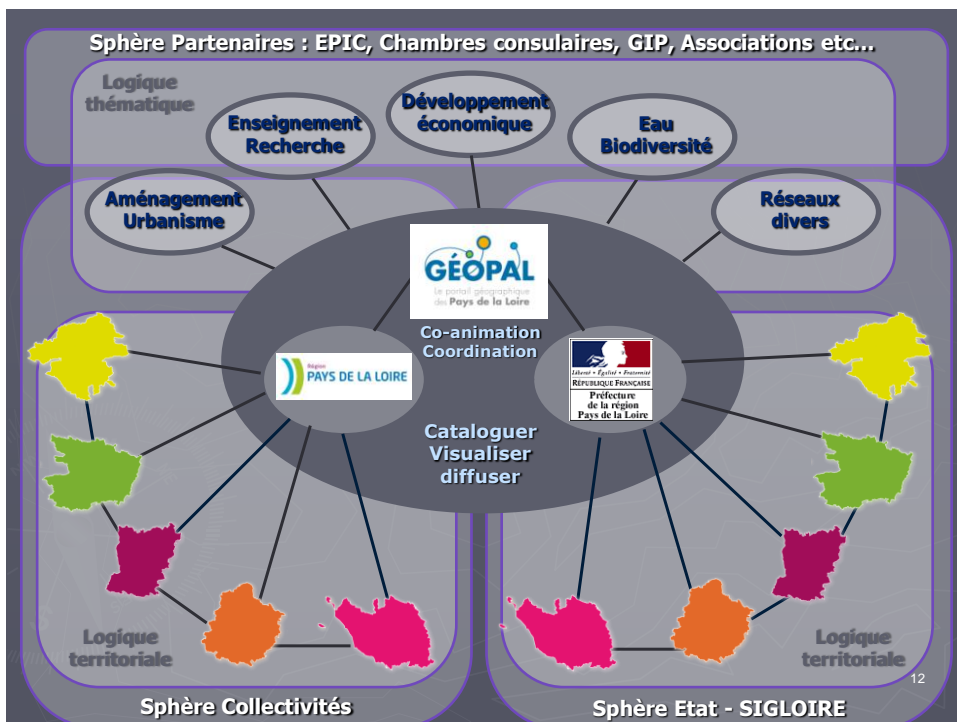 Sphère Partenaires : EPIC, Chambres consulaires, GIP, Associations etc...
Logique
thématique
Développement
économique
Enseignement
Recherche
Eau
Biodiversité
Aménagement
Urbanisme
Réseaux
divers
GÉOPAL
Le portail géographique
des Pays de la Loire
Co-animation
Coordination
Région
PAYS DE LA LOIRE
Liberté • Égalité • Fraternité
RÉPUBLIQUE FRANÇAISE
Préfecture
de la région
Pays de la Loire
Cataloguer
Visualiser
diffuser
Logique
territoriale
Logique
territoriale
12
Sphère Collectivités
Sphère Etat - SIGLOIRE